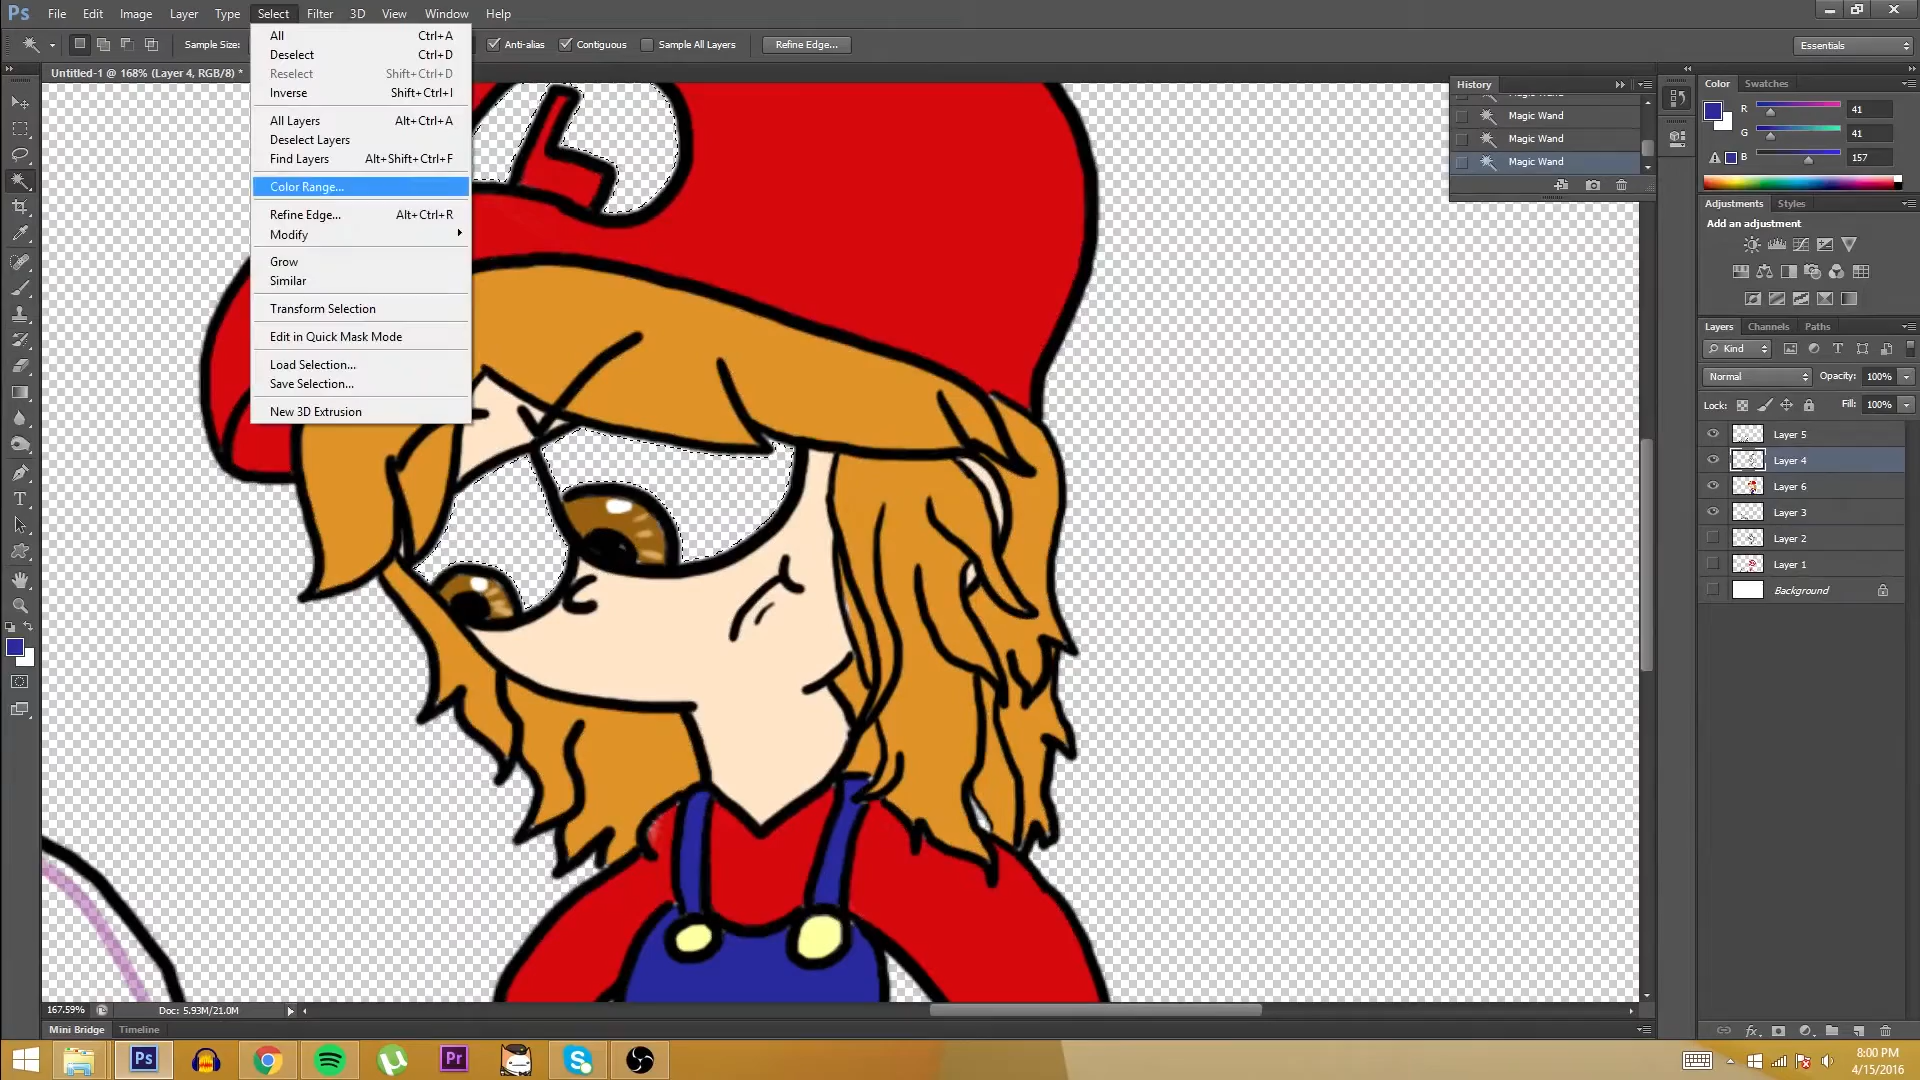 Ps File Edit Image Layer Type Select Filter 3D View Window Help
Sample Size: Anti-alias Contiguous Sample All Layers Refine Edge... Essentials
Untitled-1 @ 168% (Layer 4, RGB/8) *
All Ctrl+A
Deselect Ctrl+D
Reselect Shift+Ctrl+D
Inverse Shift+Ctrl+I
All Layers Alt+Ctrl+A
Deselect Layers
Find Layers Alt+Shift+Ctrl+F
Color Range...
Refine Edge... Alt+Ctrl+R
Modify
Grow
Similar
Transform Selection
Edit in Quick Mask Mode
Load Selection...
Save Selection...
New 3D Extrusion
History
Magic Wand
Magic Wand
Magic Wand
Magic Wand
Color Swatches
R 41
G 41
B 157
Adjustments Styles
Add an adjustment
Layers Channels Paths
Kind
Normal Opacity: 100%
Lock: Fill: 100%
Layer 5
Layer 4
Layer 6
Layer 3
Layer 2
Layer 1
Background
167.59% Doc: 5.93M/21.0M
Mini Bridge Timeline
Ps Pr
8:00 PM
4/15/2016